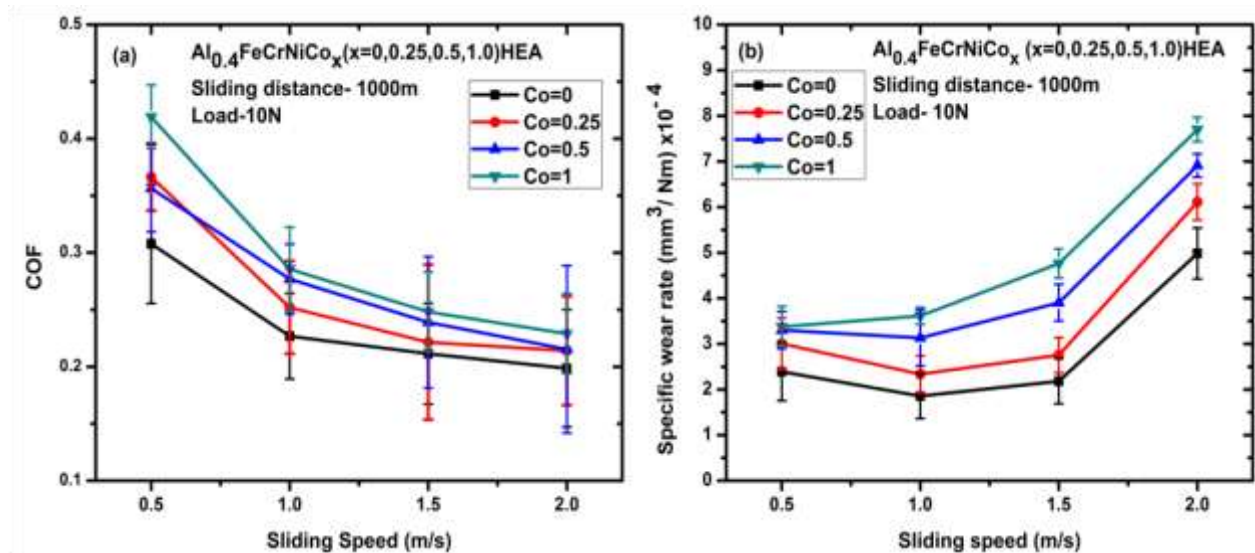 (a) Al0.4FeCrNiCox(x=0,0.25,0.5,1.0)HEA
Sliding distance- 1000m
Load-10N
Co=0
Co=0.25
Co=0.5
Co=1
COF
0.5
0.4
0.3
0.2
0.1
0.5 1.0 1.5 2.0
Sliding Speed (m/s)
(b) Al0.4FeCrNiCox (x=0,0.25,0.5,1.0)HEA
Sliding distance- 1000m
Load- 10N
Co=0
Co=0.25
Co=0.5
Co=1
Specific wear rate (mm3/ Nm) x10-4
10
9
8
7
6
5
4
3
2
1
0
0.5 1.0 1.5 2.0
Sliding speed (m/s)